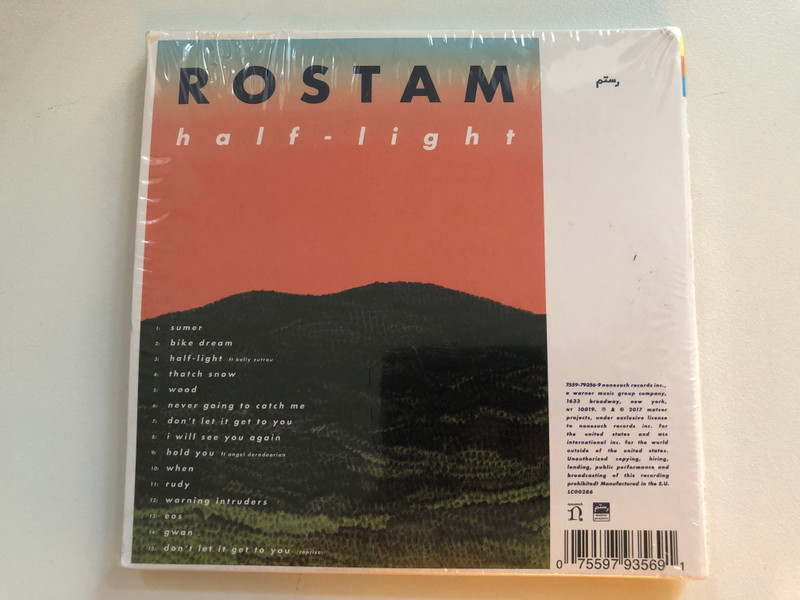 ROSTAM
half-light
رستم
1: sumer
2: bike dream
3: half-light ft kelly zutrau
4: thatch snow
5: wood
6: never going to catch me
7: don't let it get to you
8: i will see you again
9: hold you ft angel deradoorian
10: when
11: rudy
12: warning intruders
13: eos
14: gwan
15: don't let it get to you (reprise)
7559-79356-9 nonesuch records inc.,
a warner music group company,
1633 broadway, new york,
NY 10019. ℗ & © 2017 matsor
projects, under exclusive license
to nonesuch records inc. for
the united states and wea
international inc. for the world
outside of the united states.
Unauthorized copying, hiring,
lending, public performance and
broadcasting of this recording
prohibited! Manufactured in the E.U.
LC00286
n
رستم
0 75597 93569 1